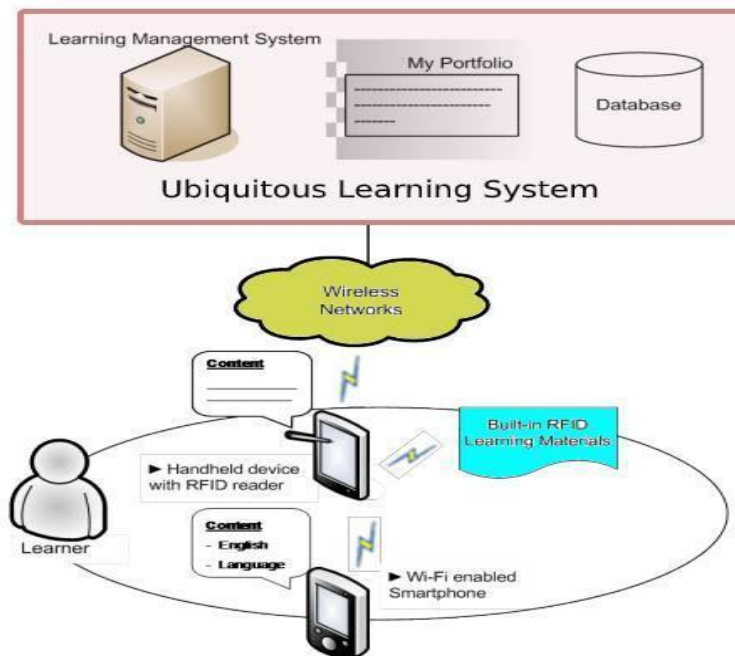 Learning Management System
My Portfolio
Database
Ubiquitous Learning System
Wireless
Networks
Content
Built-in RFID
Learning Materials
► Handheld device
with RFID reader
Learner
Content
- English
- Language
► Wi-Fi enabled
Smartphone